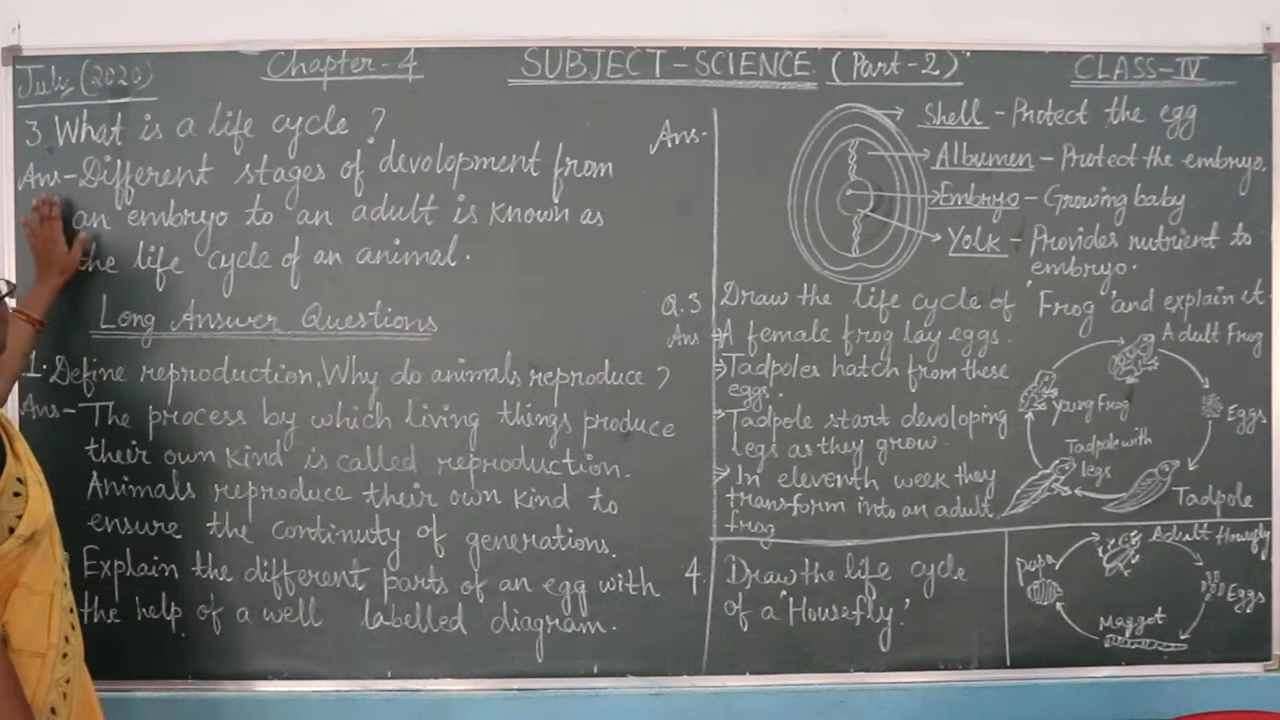 July (2020)
Chapter-4
SUBJECT-SCIENCE (Part-2)"
CLASS-IV
3 What is a life cycle?
Ans-Different stages of devolopment from
an embryo to an adult is known as
the life cycle of an animal.
Long Answer Questions
1. Define reproduction, Why do animals reproduce?
Ans- The process by which living things produce
their own kind is called reproduction.
Animals reproduce their own kind to
ensure the continuity of generations.
Explain the different parts of an egg with
the help of a well labelled diagram.
Ans-
Shell - Protect the egg
Albumen - Protect the embryo.
Embryo - Growing baby
Yolk - Provides nutrient to
embryo.
Q.3 Draw the life cycle of "Frog" and explain it.
Ans → A female frog lay eggs.
→ Tadpoles hatch from these
eggs.
→ Tadpole start devoloping
legs as they grow.
→ In eleventh week they
transform into an adult
frog
Adult Frog
Eggs
Tadpole
Tadpole with
legs
young Frog
4. Draw the life cycle
of a "Housefly."
Adult Housefly
Eggs
Maggot
Pupa